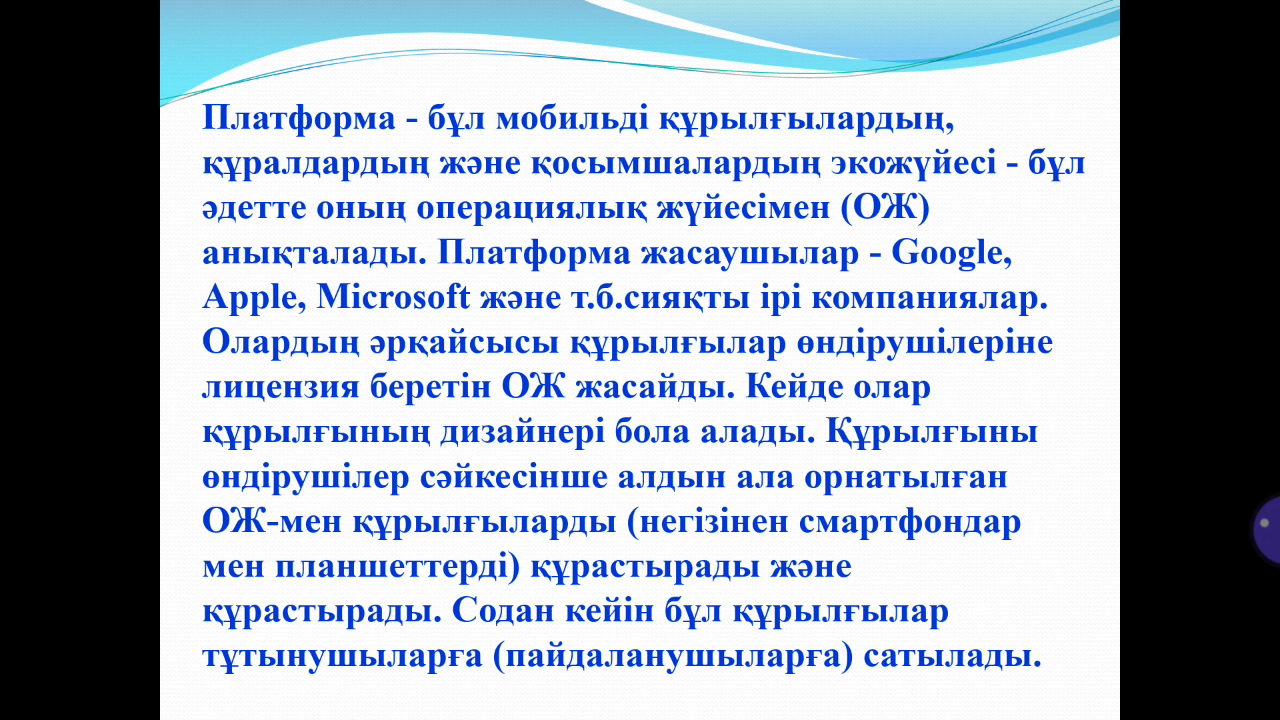 Платформа - бұл мобильді құрылғылардың,
құралдардың және қосымшалардың экожүйесі - бұл
әдетте оның операциялық жүйесімен (ОЖ)
анықталады. Платформа жасаушылар - Google,
Apple, Microsoft және т.б.сияқты ірі компаниялар.
Олардың әрқайсысы құрылғылар өндірушілеріне
лицензия беретін ОЖ жасайды. Кейде олар
құрылғының дизайнері бола алады. Құрылғыны
өндірушілер сәйкесінше алдын ала орнатылған
ОЖ-мен құрылғыларды (негізінен смартфондар
мен планшеттерді) құрастырады және
құрастырады. Содан кейін бұл құрылғылар
тұтынушыларға (пайдаланушыларға) сатылады.